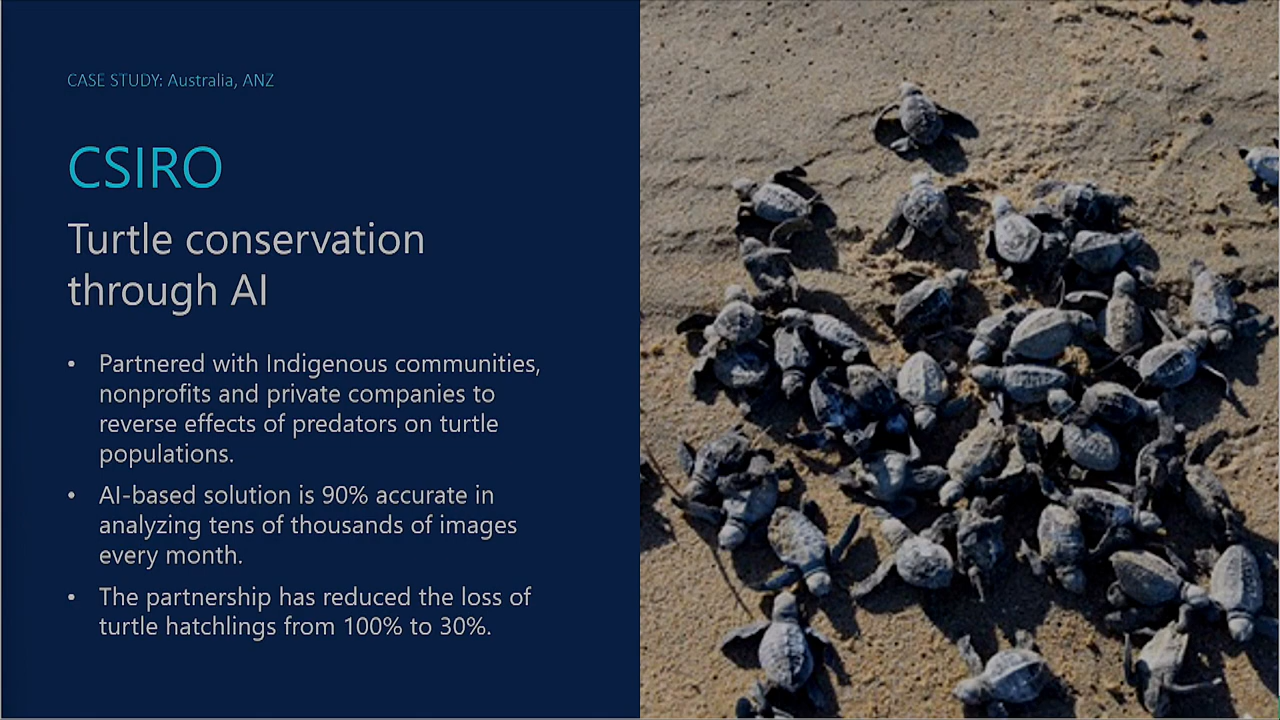 CASE STUDY: Australia, ANZ
CSIRO
Turtle conservation
through AI
• Partnered with Indigenous communities,
nonprofits and private companies to
reverse effects of predators on turtle
populations.
• AI-based solution is 90% accurate in
analyzing tens of thousands of images
every month.
• The partnership has reduced the loss of
turtle hatchlings from 100% to 30%.